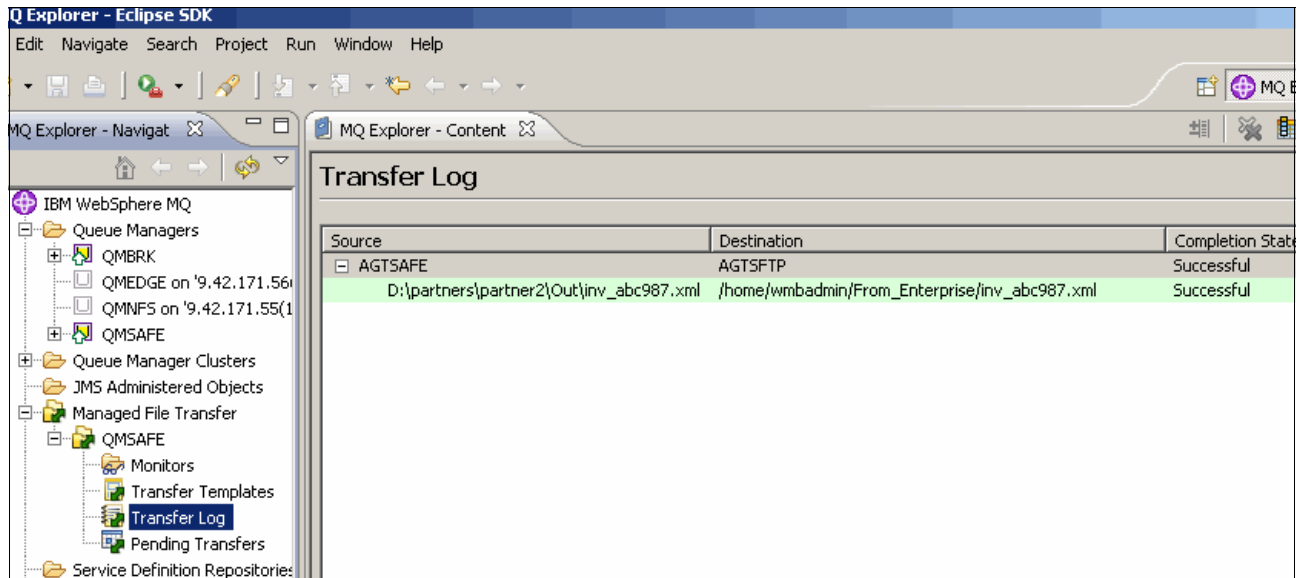 Q Explorer - Eclipse SDK
Edit Navigate Search Project Run Window Help
MQ E
MQ Explorer - Navigat
MQ Explorer - Content
Transfer Log
IBM WebSphere MQ
Queue Managers
QMBRK
QMEDGE on '9.42.171.56(
QMNFS on '9.42.171.55(1
QMSAFE
Queue Manager Clusters
JMS Administered Objects
Managed File Transfer
QMSAFE
Monitors
Transfer Templates
Transfer Log
Pending Transfers
Service Definition Repositories
Source Destination Completion State
AGTSAFE AGTSFTP Successful
D:\partners\partner2\Out\inv_abc987.xml /home/wmbadmin/From_Enterprise/inv_abc987.xml Successful